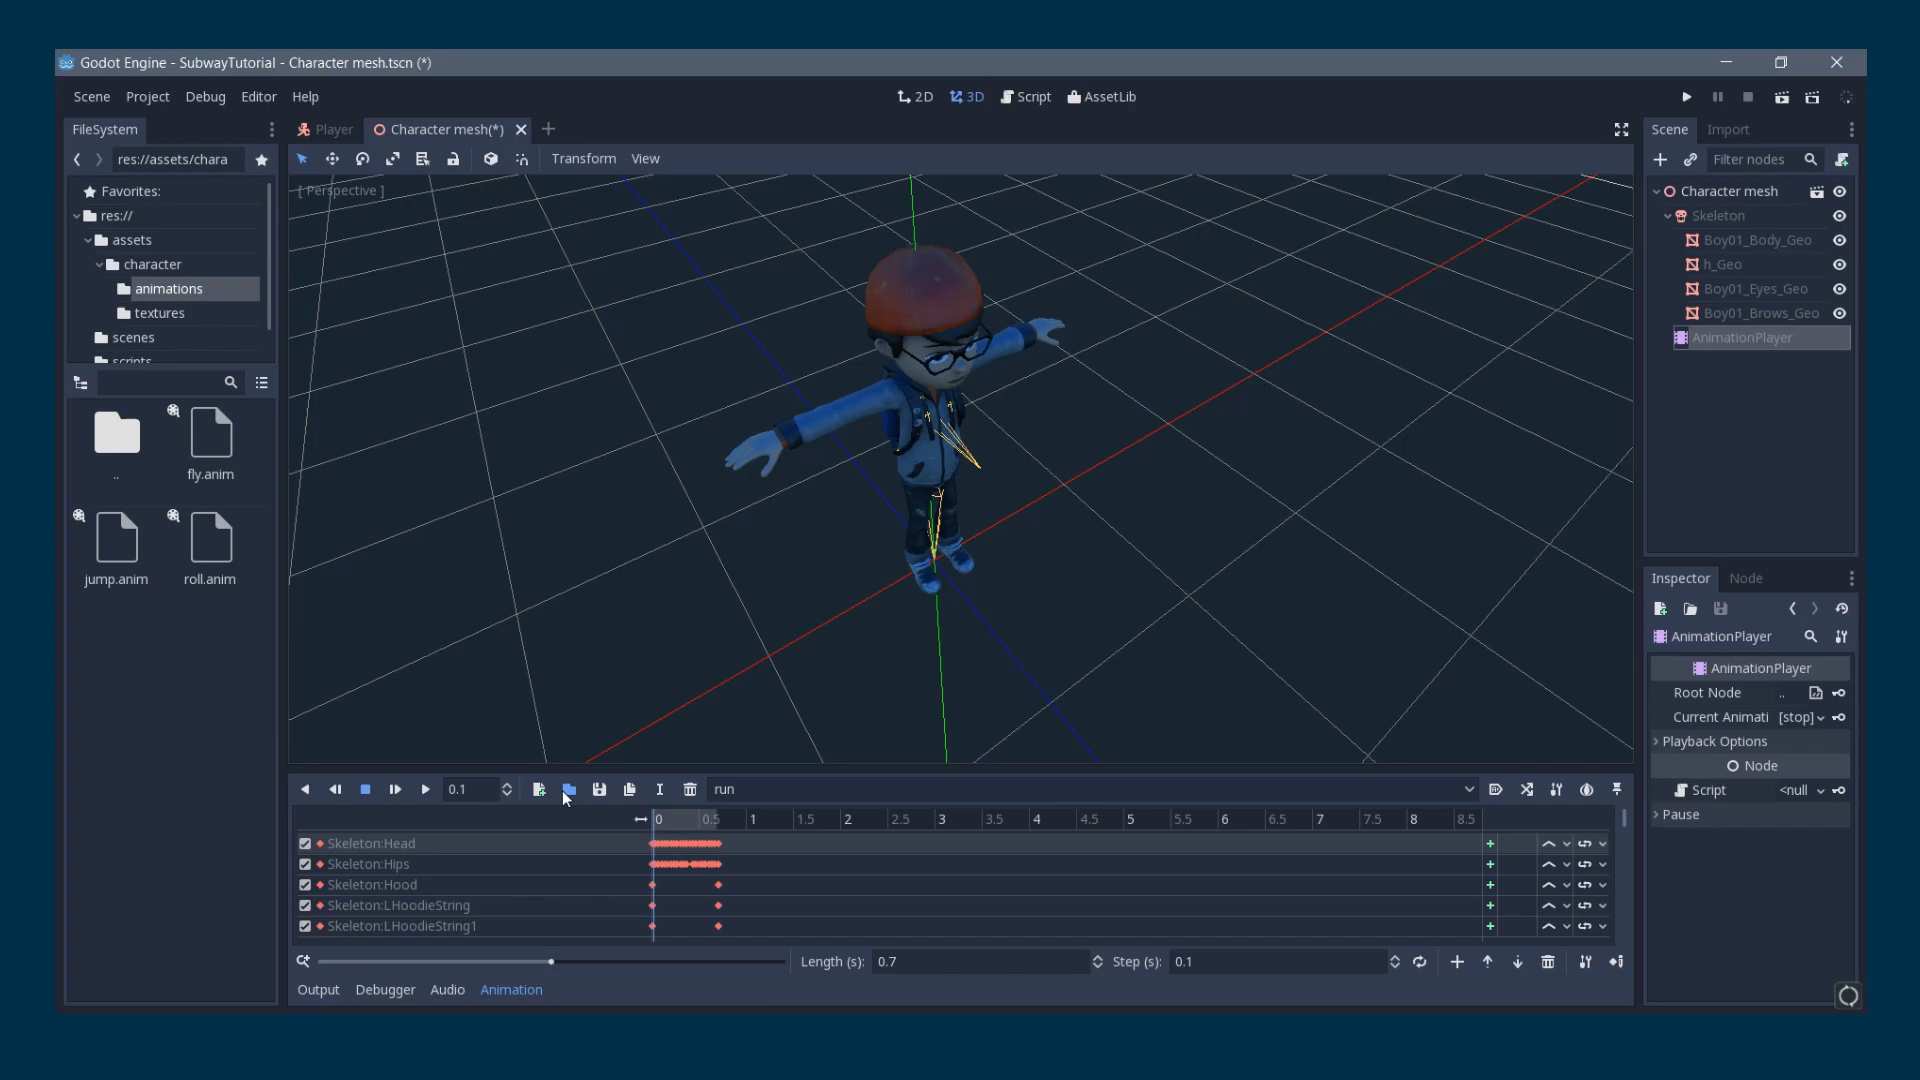 Godot Engine - SubwayTutorial - Character mesh.tscn (*)
Scene Project Debug Editor Help
2D 3D Script AssetLib
FileSystem
Player Character mesh(*)
Scene Import
res://assets/chara
Transform View
Filter nodes
[ Perspective ]
Favorites:
res://
assets
character
animations
textures
scenes
scripts
..
fly.anim
jump.anim
roll.anim
Character mesh
Skeleton
Boy01_Body_Geo
h_Geo
Boy01_Eyes_Geo
Boy01_Brows_Geo
AnimationPlayer
Inspector Node
AnimationPlayer
AnimationPlayer
Root Node ..
Current Animati [stop]
Playback Options
Node
Script <null
Pause
0.1 run
0 0.5 1 1.5 2 2.5 3 3.5 4 4.5 5 5.5 6 6.5 7 7.5 8 8.5
Skeleton:Head
Skeleton:Hips
Skeleton:Hood
Skeleton:LHoodieString
Skeleton:LHoodieString1
Length (s): 0.7 Step (s): 0.1
Output Debugger Audio Animation